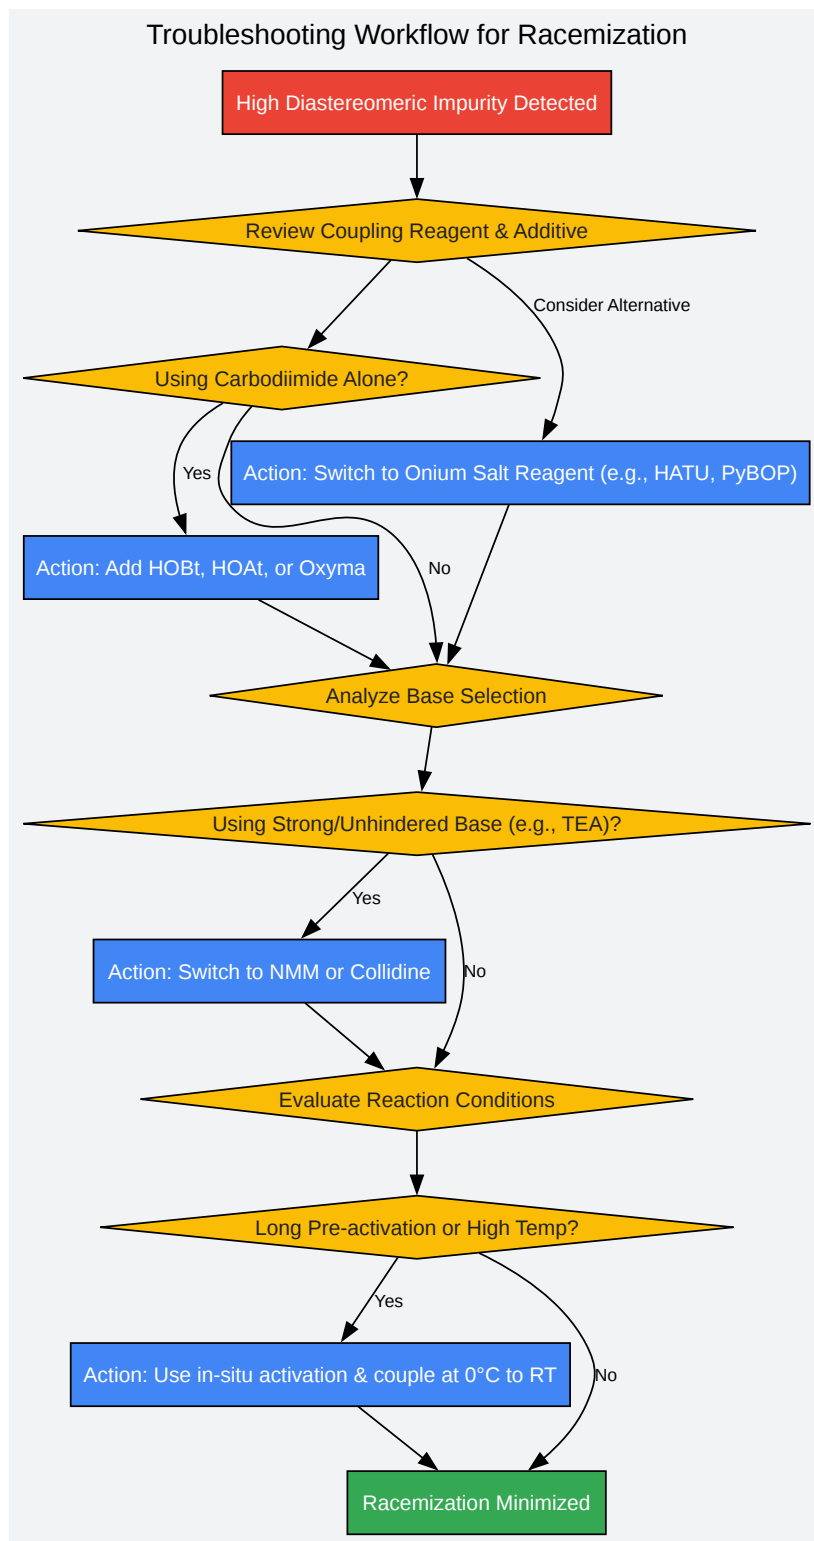 Troubleshooting Workflow for Racemization
High Diastereomeric Impurity Detected
Review Coupling Reagent & Additive
Consider Alternative
Using Carbodiimide Alone?
Yes
Action: Switch to Onium Salt Reagent (e.g., HATU, PyBOP)
Action: Add HOBt, HOAt, or Oxyma
No
Analyze Base Selection
Using Strong/Unhindered Base (e.g., TEA)?
Yes
Action: Switch to NMM or Collidine
No
Evaluate Reaction Conditions
Long Pre-activation or High Temp?
Yes
Action: Use in-situ activation & couple at 0°C to RT
No
Racemization Minimized